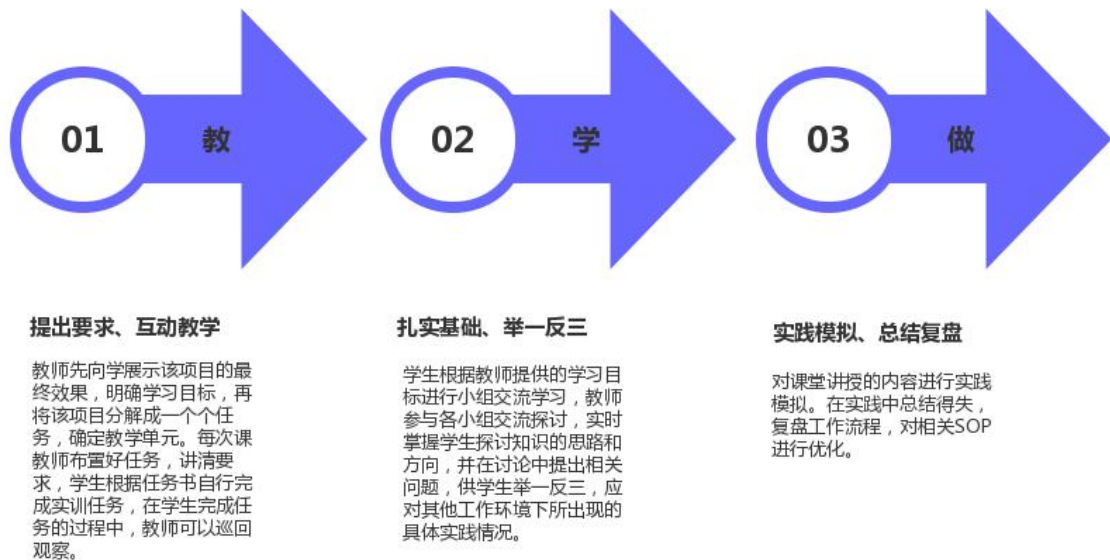 01
教
02
学
03
做
提出要求、互动教学
教师先向学展示该项目的最
终效果，明确学习目标，再
将该项目分解成一个个任
务，确定教学单元。每次课
教师布置好任务，讲清要
求，学生根据任务书自行完
成实训任务，在学生完成任
务的过程中，教师可以巡回
观察。
扎实基础、举一反三
学生根据教师提供的学习目
标进行小组交流学习，教师
参与各小组交流探讨，实时
掌握学生探讨知识的思路和
方向，并在讨论中提出相关
问题，供学生举一反三，应
对其他工作环境下所出现的
具体实践情况。
实践模拟、总结复盘
对课堂讲授的内容进行实践
模拟。在实践中总结得失，
复盘工作流程，对相关SOP
进行优化。